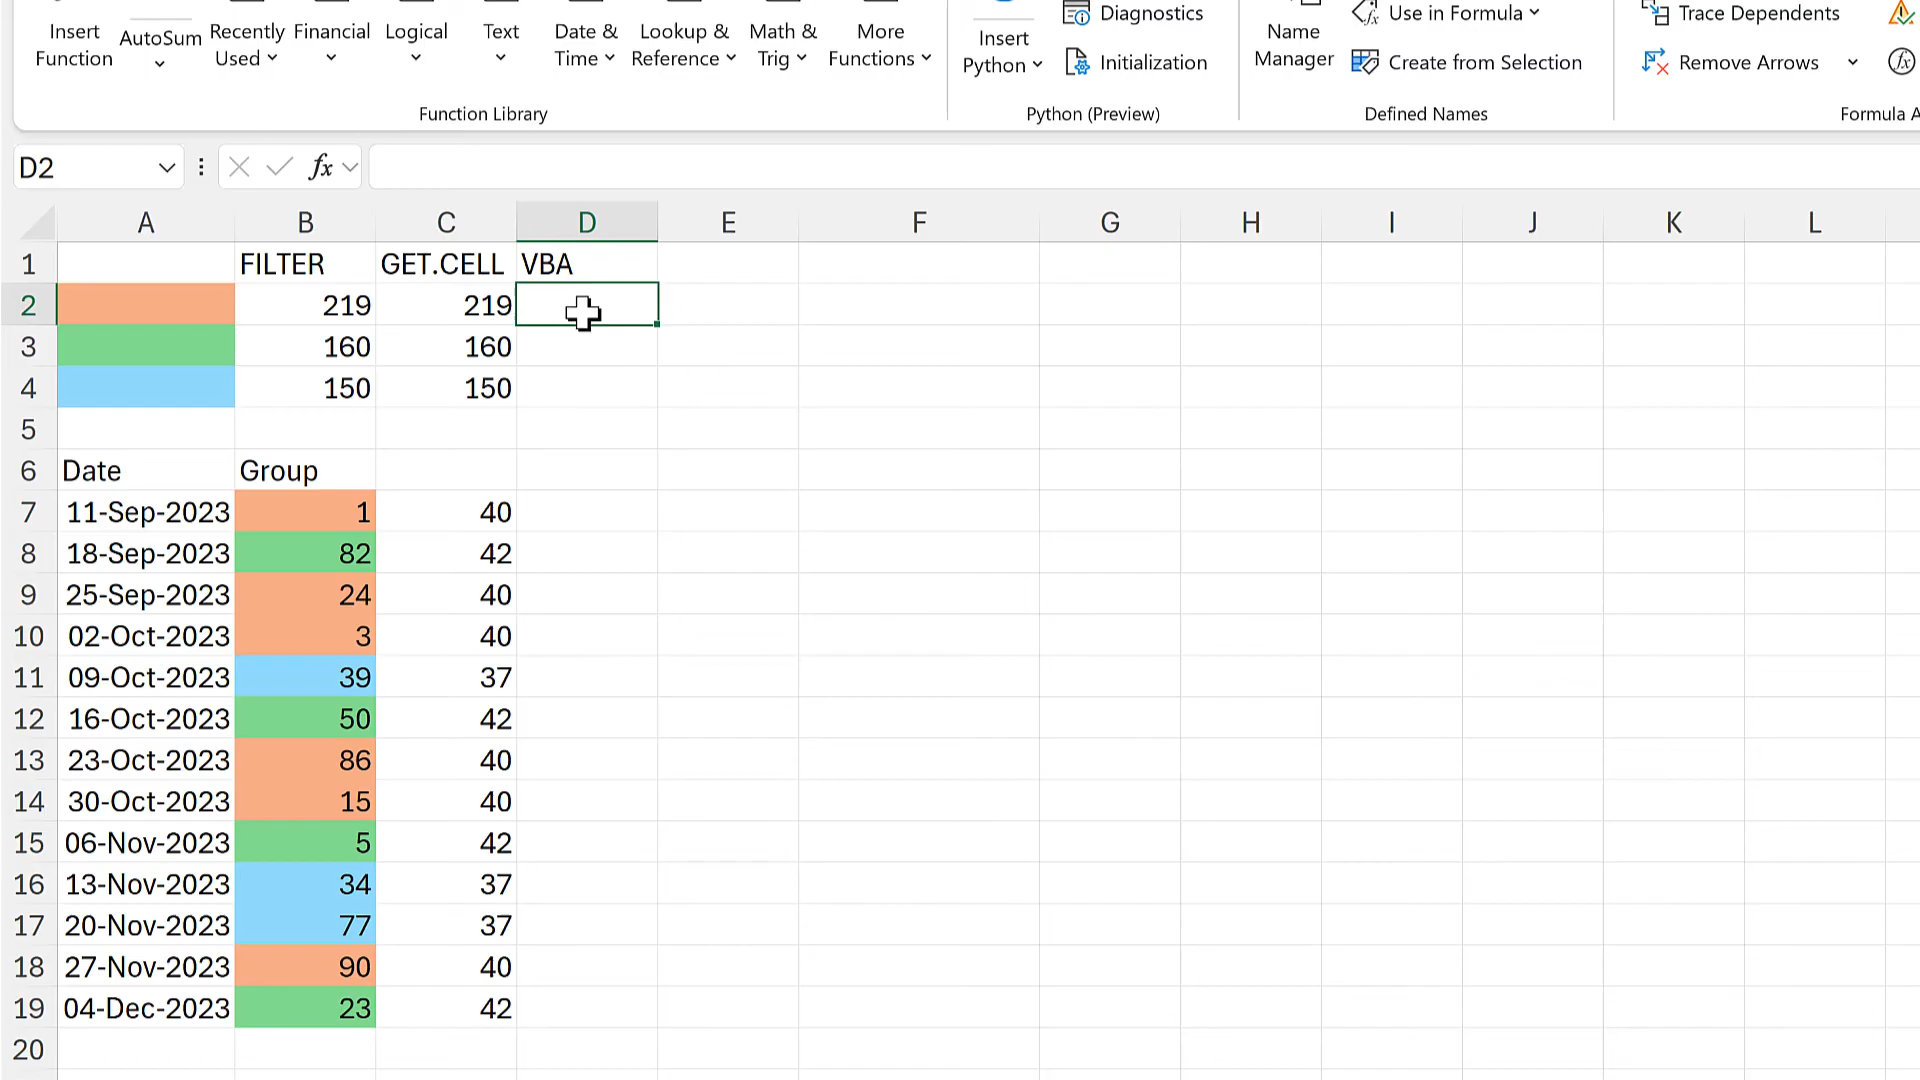 Insert Function
AutoSum
Recently Used
Financial
Logical
Text
Date & Time
Lookup & Reference
Math & Trig
More Functions
Function Library
Insert Python
Diagnostics
Initialization
Python (Preview)
Name Manager
Use in Formula
Create from Selection
Defined Names
Trace Dependents
Remove Arrows
fx
Formula A
D2
fx
A B C D E F G H I J K L
1 FILTER GET.CELL VBA
2 219 219
3 160 160
4 150 150
5
6 Date Group
7 11-Sep-2023 1 40
8 18-Sep-2023 82 42
9 25-Sep-2023 24 40
10 02-Oct-2023 3 40
11 09-Oct-2023 39 37
12 16-Oct-2023 50 42
13 23-Oct-2023 86 40
14 30-Oct-2023 15 40
15 06-Nov-2023 5 42
16 13-Nov-2023 34 37
17 20-Nov-2023 77 37
18 27-Nov-2023 90 40
19 04-Dec-2023 23 42
20